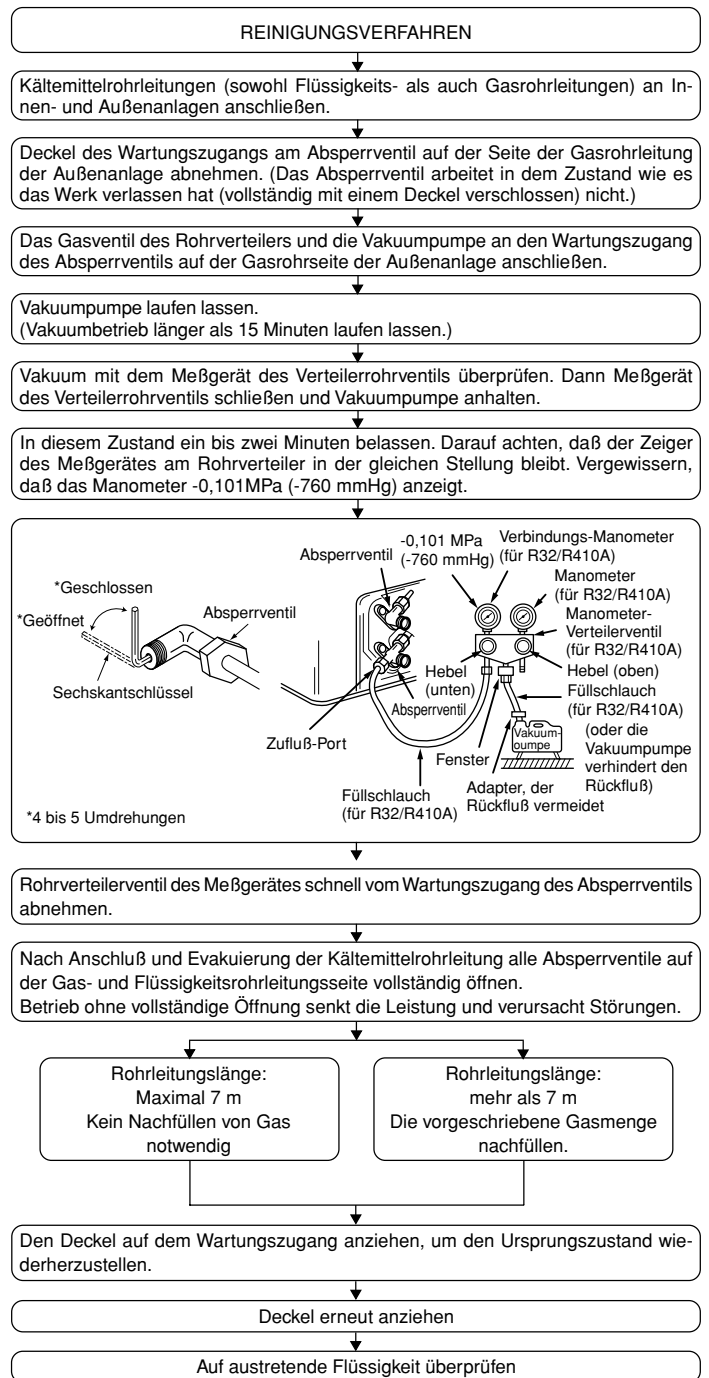 REINIGUNGSVERFAHREN
Kältemittelrohrleitungen (sowohl Flüssigkeits- als auch Gasrohrleitungen) an In-
nen- und Außenanlagen anschließen.
Deckel des Wartungszugangs am Absperrventil auf der Seite der Gasrohrleitung
der Außenanlage abnehmen. (Das Absperrventil arbeitet in dem Zustand wie es
das Werk verlassen hat (vollständig mit einem Deckel verschlossen) nicht.)
Das Gasventil des Rohrverteilers und die Vakuumpumpe an den Wartungszugang
des Absperrventils auf der Gasrohrseite der Außenanlage anschließen.
Vakuumpumpe laufen lassen.
(Vakuumbetrieb länger als 15 Minuten laufen lassen.)
Vakuum mit dem Meßgerät des Verteilerrohrventils überprüfen. Dann Meßgerät
des Verteilerrohrventils schließen und Vakuumpumpe anhalten.
In diesem Zustand ein bis zwei Minuten belassen. Darauf achten, daß der Zeiger
des Meßgerätes am Rohrverteiler in der gleichen Stellung bleibt. Vergewissern,
daß das Manometer -0,101MPa (-760 mmHg) anzeigt.
*Geschlossen
*Geöffnet
Absperrventil
Sechskantschlüssel
*4 bis 5 Umdrehungen
Absperrventil
-0,101 MPa
(-760 mmHg)
Verbindungs-Manometer
(für R32/R410A)
Manometer
(für R32/R410A)
Manometer-
Verteilerventil
(für R32/R410A)
Hebel
(unten)
Hebel (oben)
Absperrventil
Füllschlauch
(für R32/R410A)
Zufluß-Port
Fenster
Vakuum-
oumpe
(oder die
Vakuumpumpe
verhindert den
Rückfluß)
Adapter, der
Rückfluß vermeidet
Füllschlauch
(für R32/R410A)
Rohrverteilerventil des Meßgerätes schnell vom Wartungszugang des Absperrventils
abnehmen.
Nach Anschluß und Evakuierung der Kältemittelrohrleitung alle Absperrventile auf
der Gas- und Flüssigkeitsrohrleitungsseite vollständig öffnen.
Betrieb ohne vollständige Öffnung senkt die Leistung und verursacht Störungen.
Rohrleitungslänge:
Maximal 7 m
Kein Nachfüllen von Gas
notwendig
Rohrleitungslänge:
mehr als 7 m
Die vorgeschriebene Gasmenge
nachfüllen.
Den Deckel auf dem Wartungszugang anziehen, um den Ursprungszustand wie-
derherzustellen.
Deckel erneut anziehen
Auf austretende Flüssigkeit überprüfen